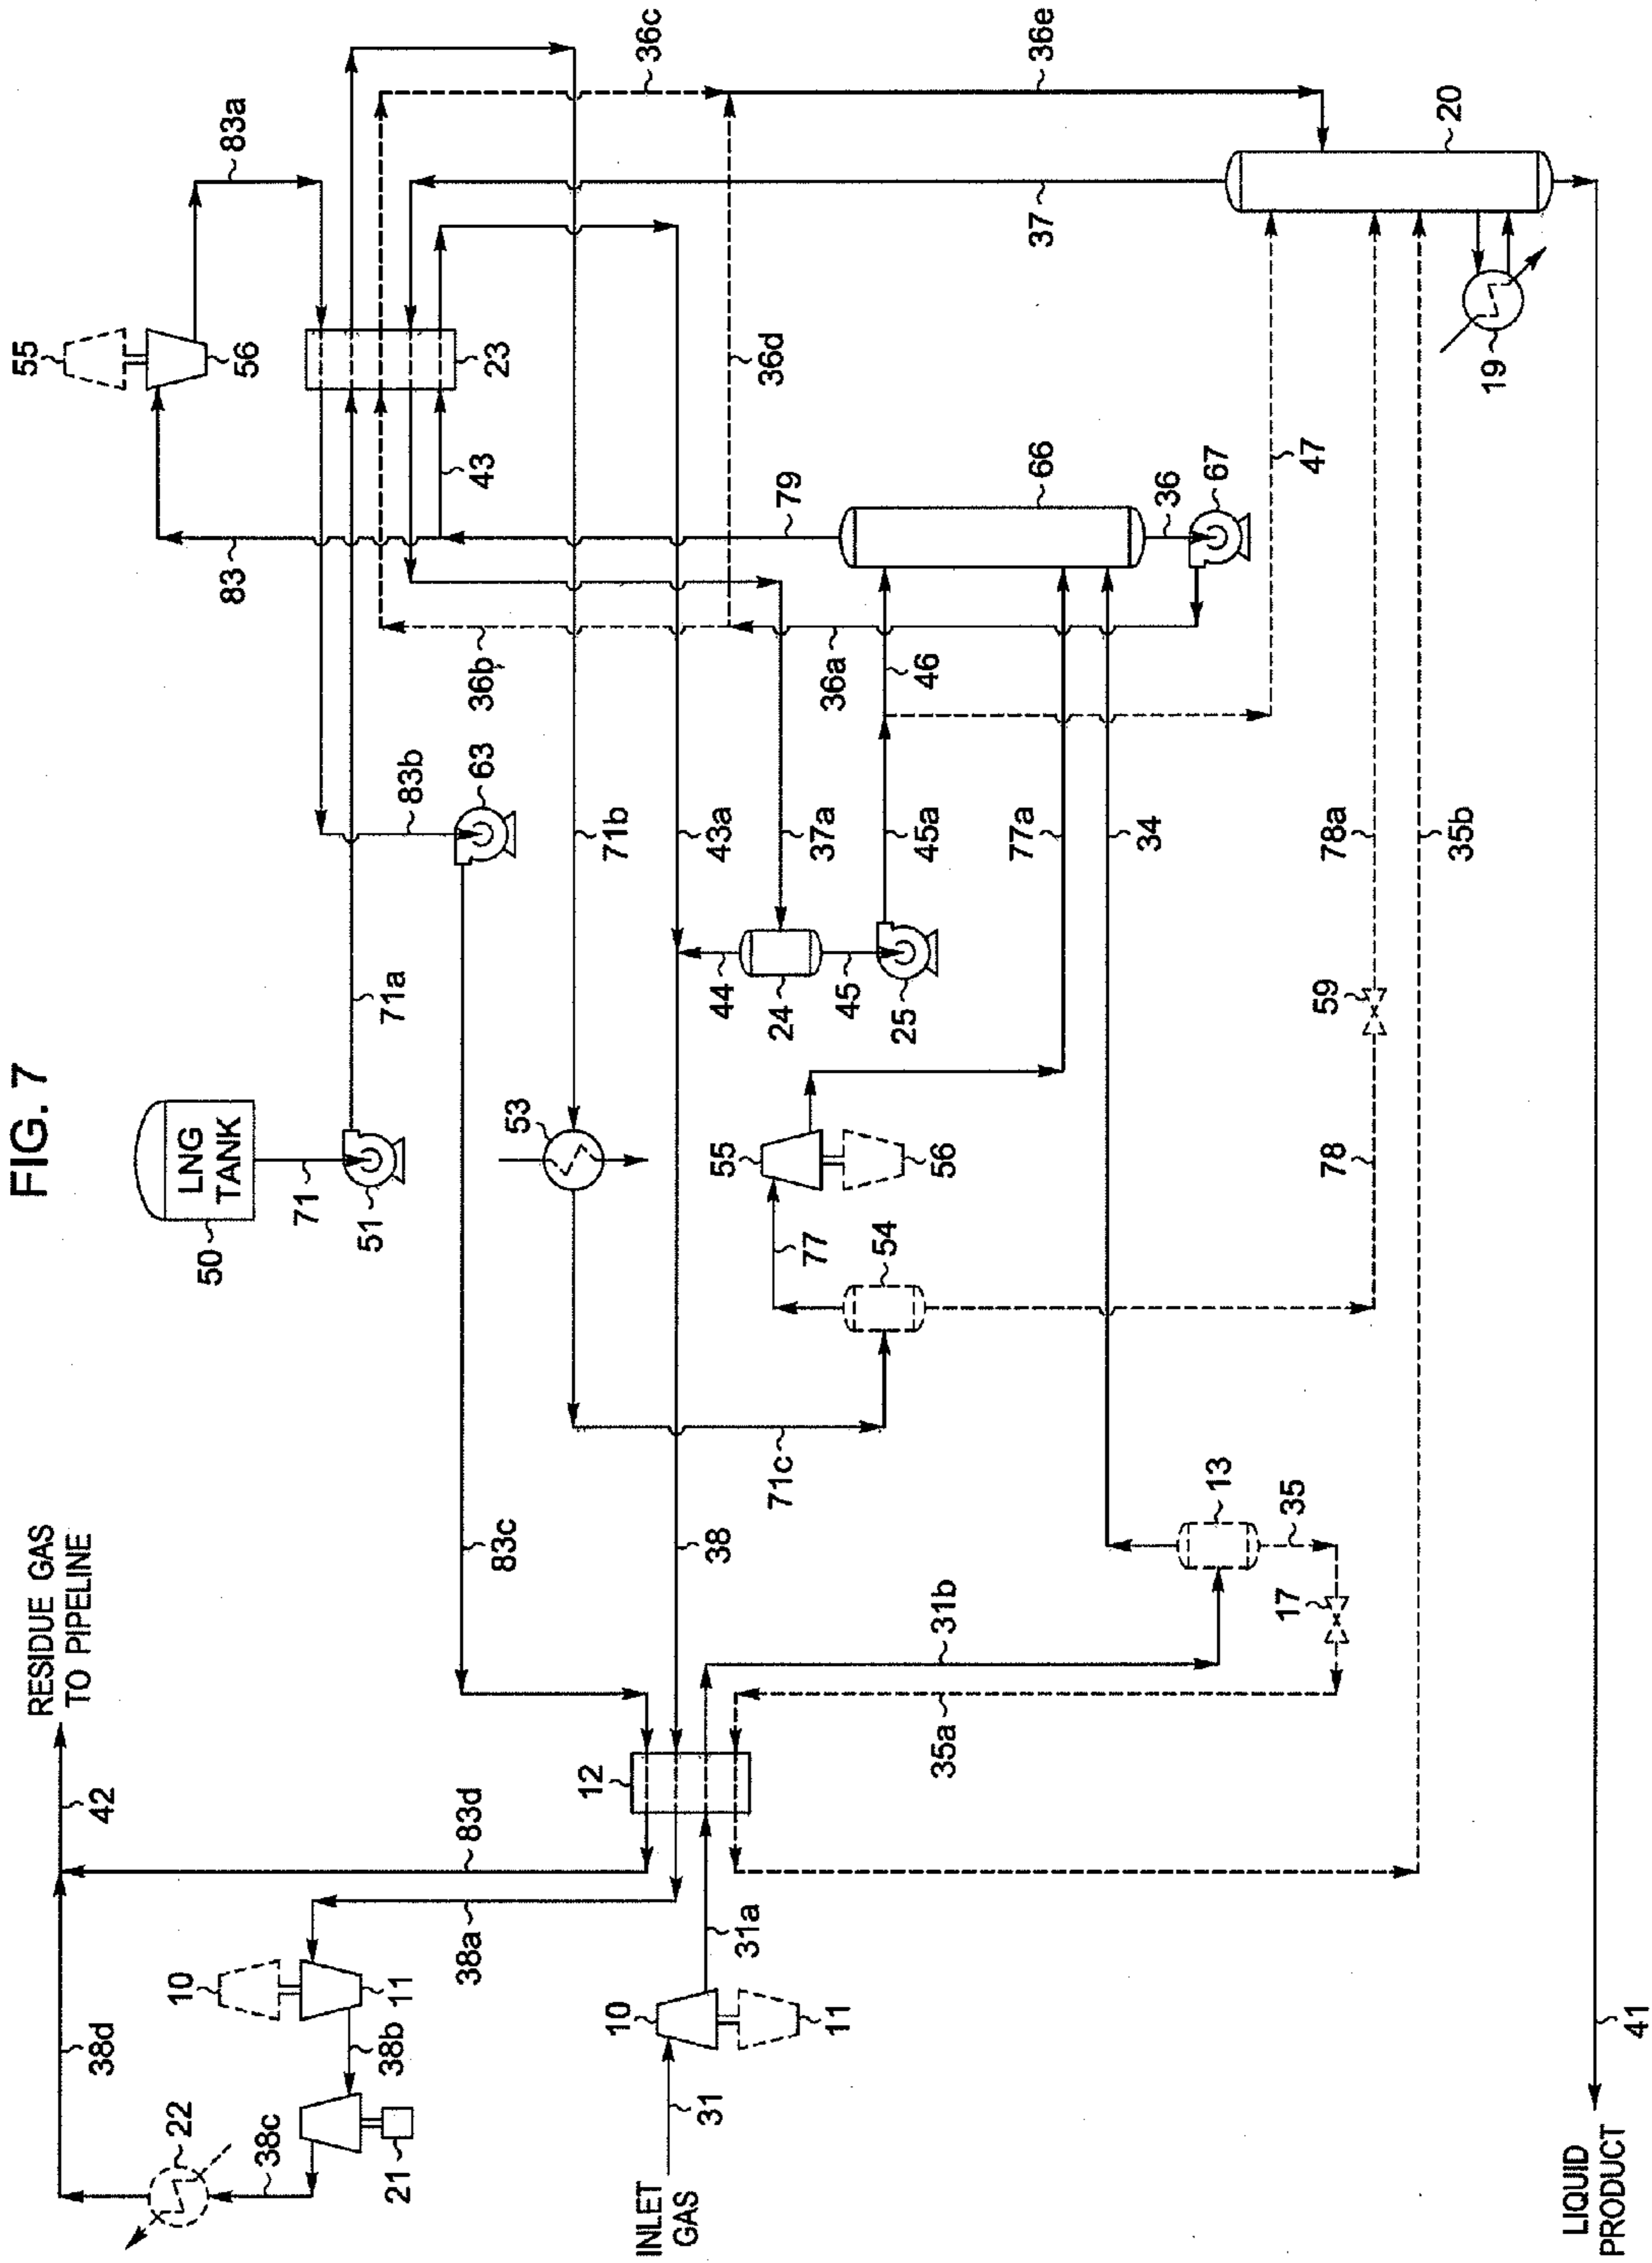 FIG. 7
RESIDUE GAS
TO PIPELINE
LNG
TANK
INLET
GAS
LIQUID
PRODUCT
38d
42
22
38c
21
10
11
38b
38a
83d
31
10
11
31a
12
83c
38
35a
31b
17
35
13
34
50
71
51
71a
83b
63
53
71b
71c
43a
44
24
45
25
37a
45a
77a
55
56
77
54
78
59
78a
35b
41
83
43
79
36b
36a
46
66
36
67
47
55
56
83a
23
36d
36c
36e
37
20
19